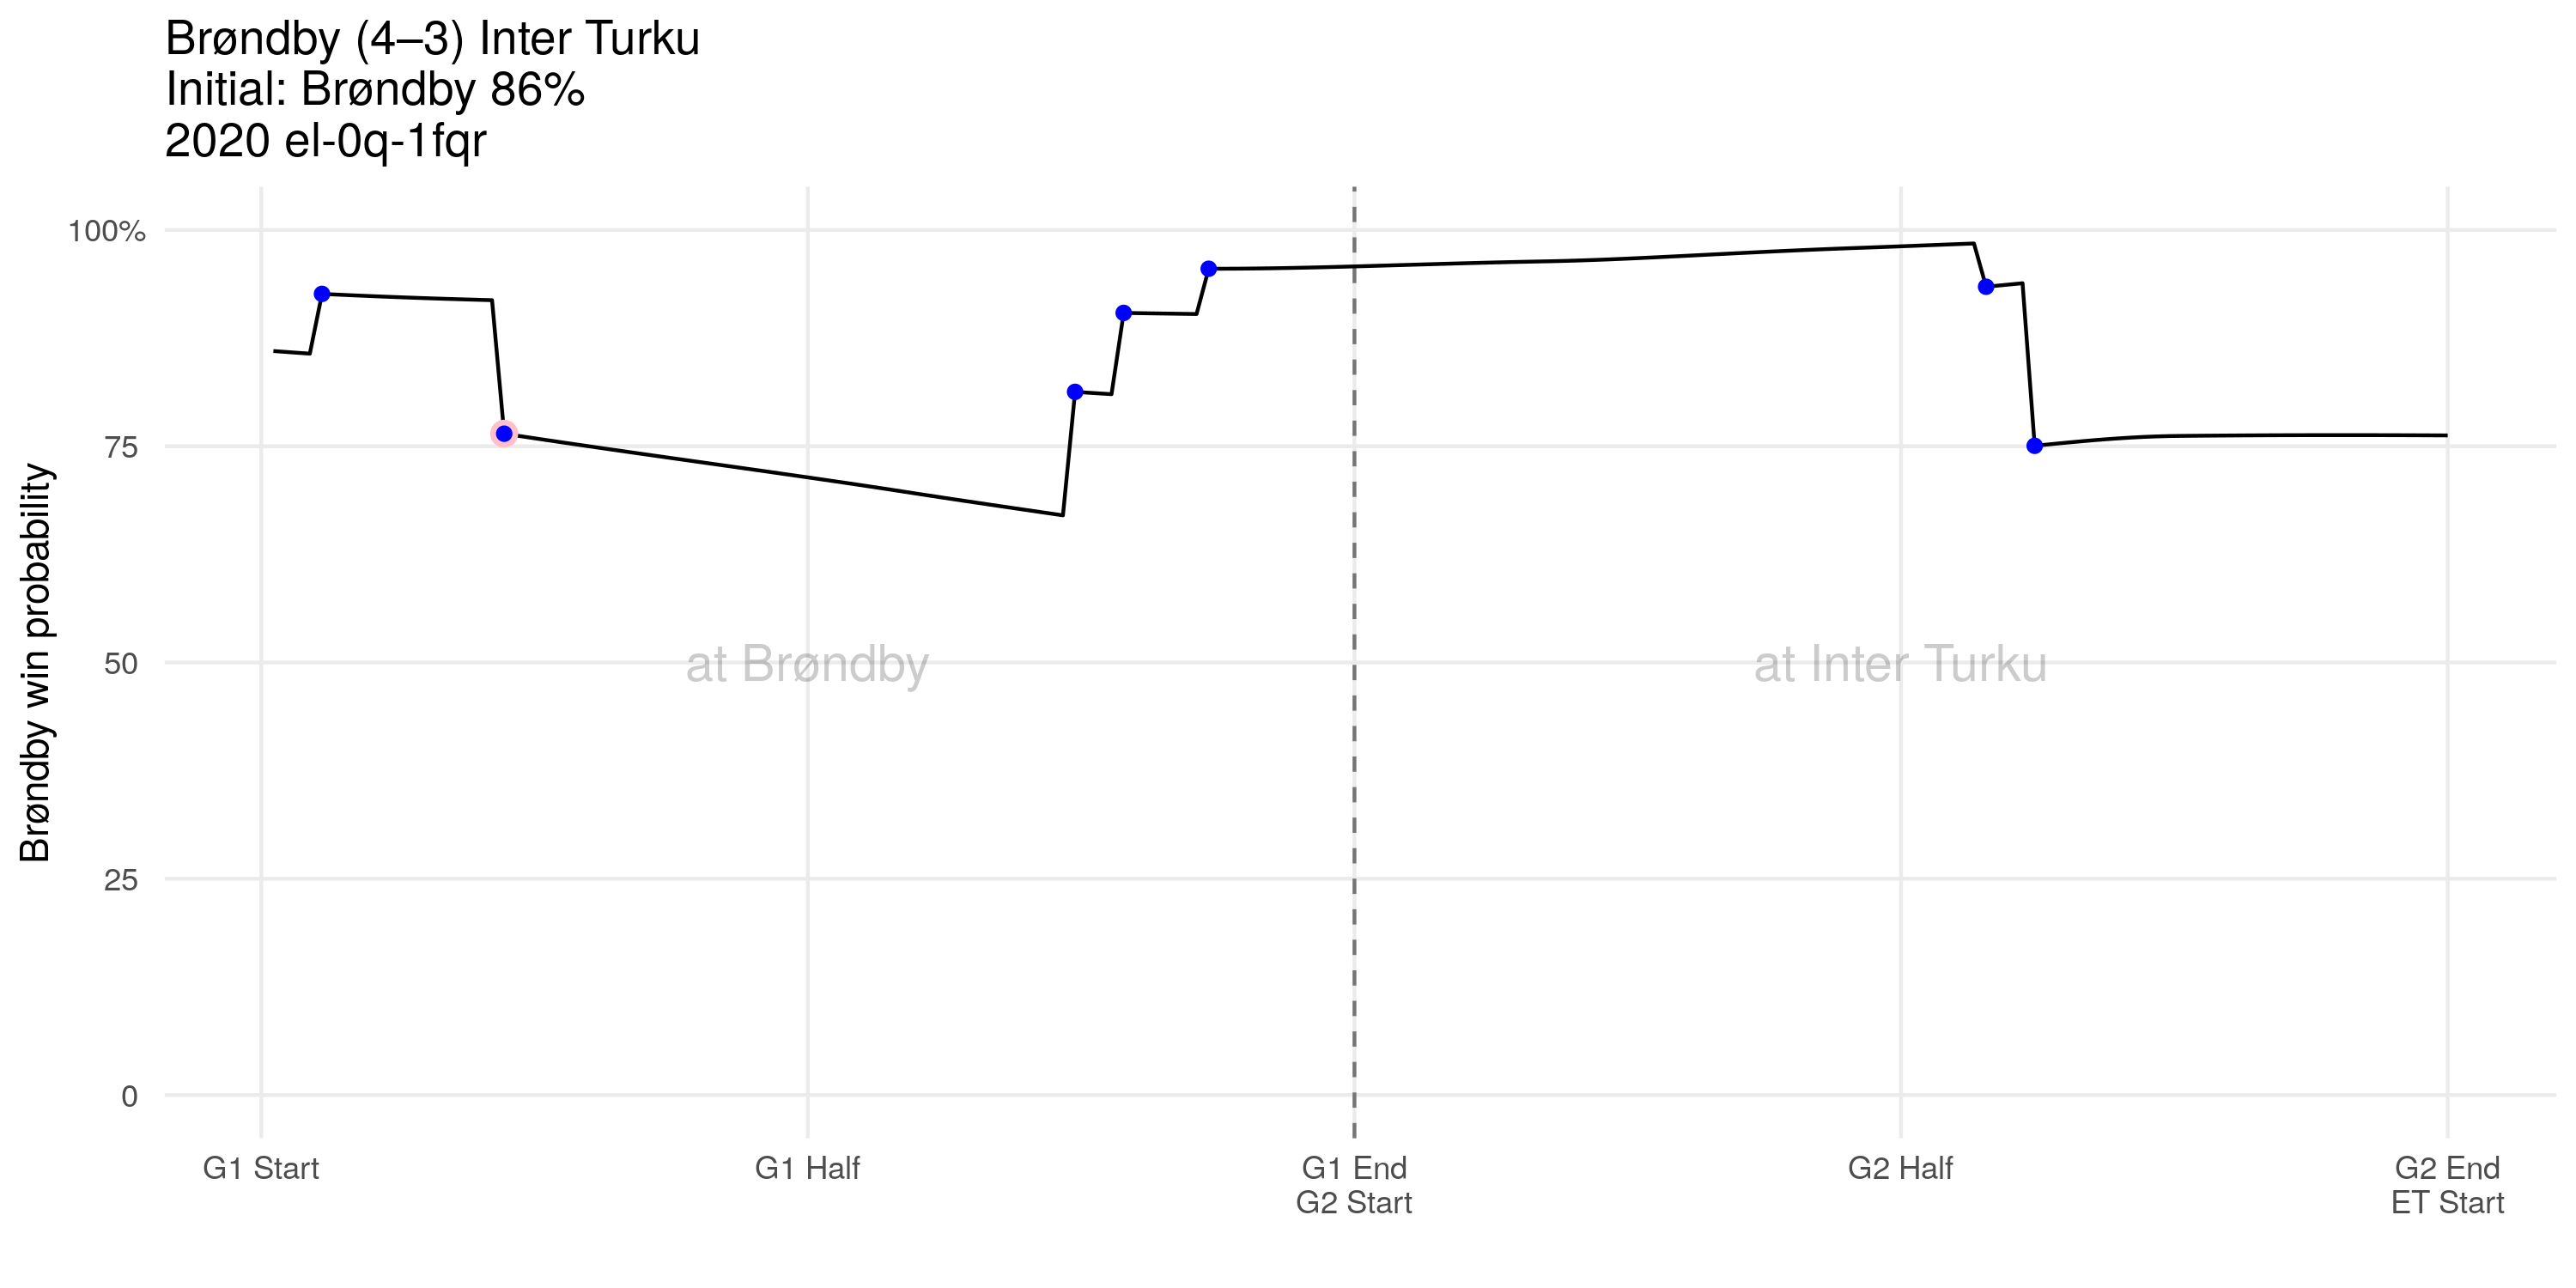 Brøndby (4–3) Inter Turku
Initial: Brøndby 86%
2020 el-0q-1fqr
Brøndby win probability
100%
75
50
25
0
at Brøndby
at Inter Turku
G1 Start
G1 Half
G1 End
G2 Start
G2 Half
G2 End
ET Start